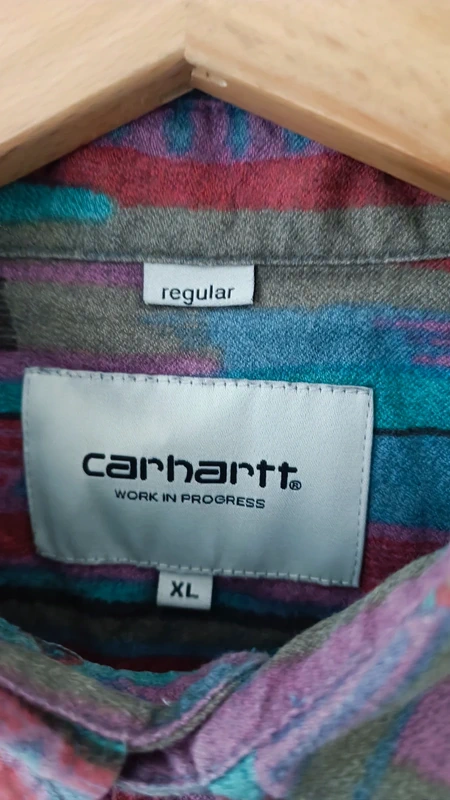 regular
carhartt®
WORK IN PROGRESS
XL